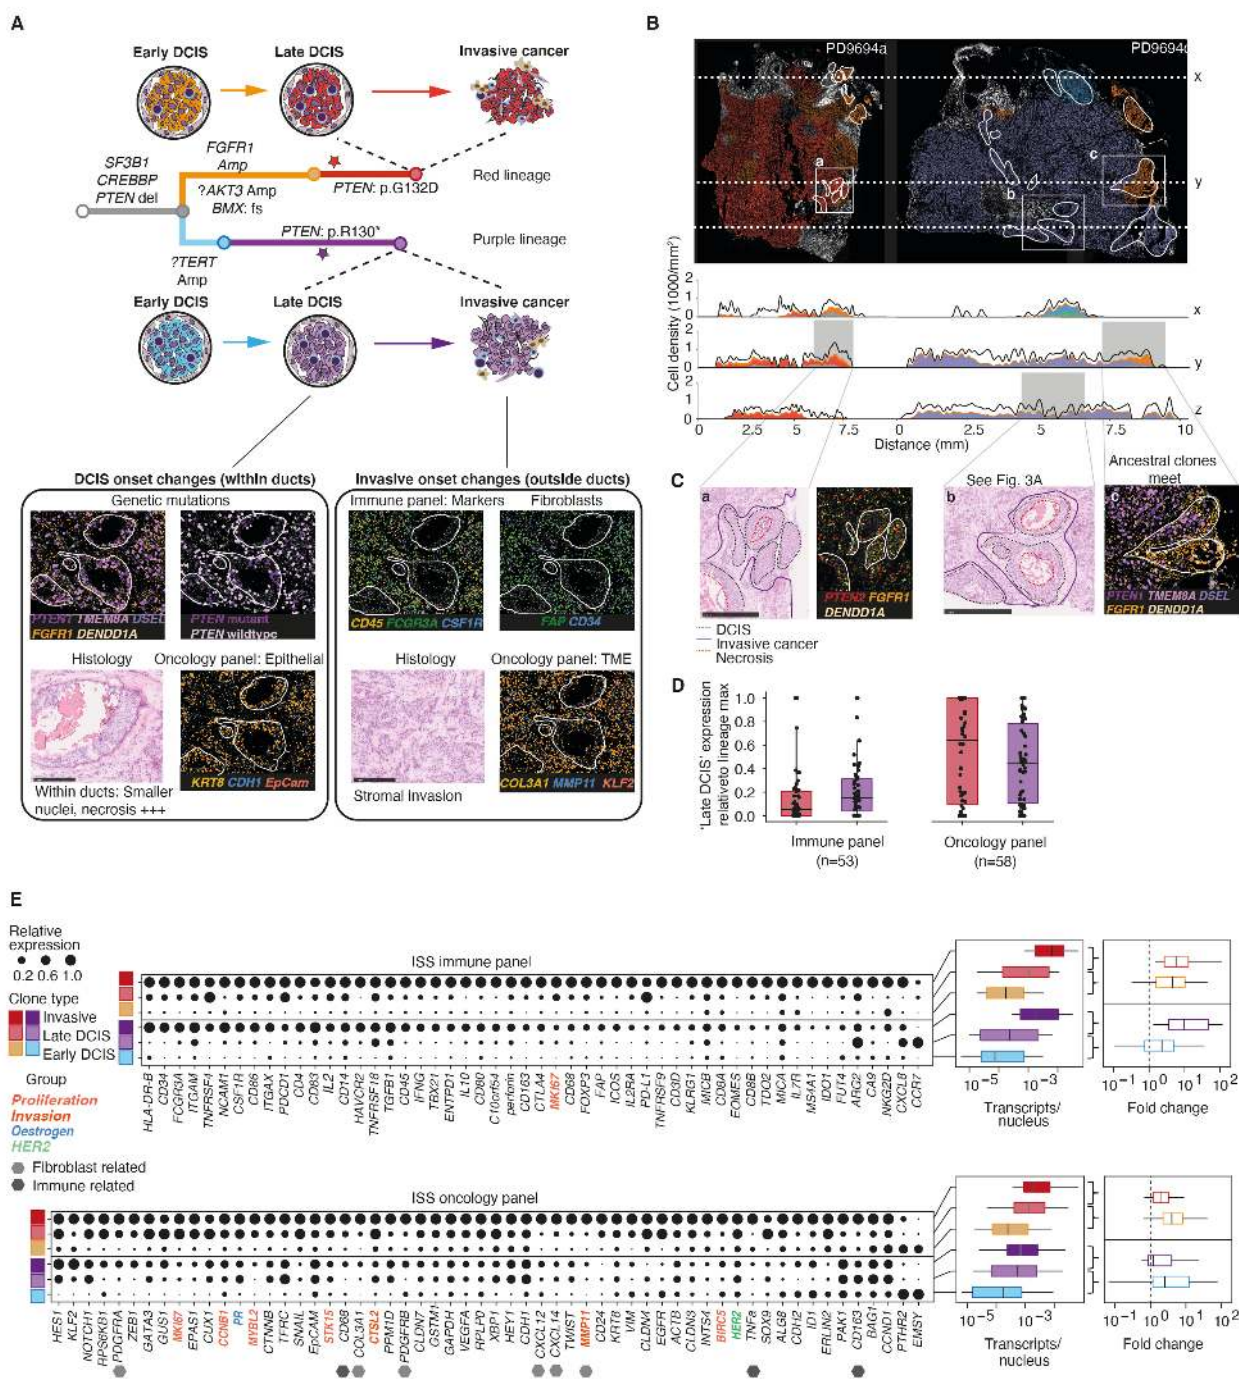 A
Early DCIS
Late DCIS
Invasive cancer
SF3B1
CREBBP
PTEN del
FGFR1
Amp
?AKT3 Amp
BMX: fs
PTEN: p.G132D
Red lineage
PTEN: p.R130*
Purple lineage
?TERT
Amp
Early DCIS
Late DCIS
Invasive cancer
DCIS onset changes (within ducts)
Genetic mutations
PTEN1 TMEM8A DSEL
FGFR1 DENDD1A
PTEN mutant
PTEN wildtype
Histology
Oncology panel: Epithelial
KRT8 CDH1 EpCam
Within ducts: Smaller
nuclei, necrosis +++
Invasive onset changes (outside ducts)
Immune panel: Markers
Fibroblasts
CD45 FCGR3A CSF1R
FAP CD34
Histology
Oncology panel: TME
COL3A1 MMP11 KLF2
Stromal Invasion
B
PD9694a
PD9694c
x
y
a
b
c
Cell density (1000/mm²)
2
1
0
x
2
1
0
y
2
1
0
z
0 2.5 5 7.5 0 2.5 5 7.5 10
Distance (mm)
C
a
PTEN2 FGFR1
DENDD1A
See Fig. 3A
b
Ancestral clones
meet
c
PTEN1 TMEM8A DSEL
FGFR1 DENDD1A
DCIS
Invasive cancer
Necrosis
D
'Late DCIS' expression
relativeto lineage max
1.0
0.8
0.6
0.4
0.2
0.0
Immune panel
(n=53)
Oncology panel
(n=58)
E
Relative
expression
0.2 0.6 1.0
Clone type
Invasive
Late DCIS
Early DCIS
Group
Proliferation
Invasion
Oestrogen
HER2
Fibroblast related
Immune related
ISS immune panel
HLA-DR-B CD34 FCGR3A ITGAM TNFRSF4 NCAM1 CSF1R CD86 ITGAX PDCD1 CD4 CD83 IL2 CD14 HAVCR2 TNFRSF18 TGFB1 CD45 IFNG TBX21 ENTPD1 IL10 CD80 C10orf54 perforin CD163 CTLA4 MKI67 CD68 FOXP3 FAP ICOS IL2RA PD-L1 TNFRSF9 CD3D KLRG1 MICB CD8A EOMES CD8B TDO2 MICA IL7R MS4A1 IDO1 FUT4 ARG2 CA9 NKG2D CXCL8 CCR7
10⁻⁵ 10⁻²
Transcripts/
nucleus
10⁻¹ 10⁰ 10¹ 10²
Fold change
ISS oncology panel
HES1 KLF2 NOTCH1 RPS6KB1 PDGFRA ZEB1 GATA3 GUS1 MKI67 EPAS1 CUX1 CCNB1 PR MYBL2 CTNNB TFRC SNAIL EpCAM STK15 CD68 COL3A1 CTSL2 PPM1D PDGFRB CLDN7 GSTM1 GAPDH VEGFA RPLP0 XBP1 HEY1 CDH1 CXCL12 CXCL14 TWIST MMP11 CD24 KRT8 VIM CLDN4 EGFR ACTB CLDN3 INTS4 BIRC5 HER2 TNFa SOX9 ALG8 CDH2 ID1 ERLIN2 PAK1 CD163 BAG1 CCND1 PTHR2 EMSY
10⁻⁵ 10⁻²
Transcripts/
nucleus
10⁻¹ 10⁰ 10¹ 10²
Fold change